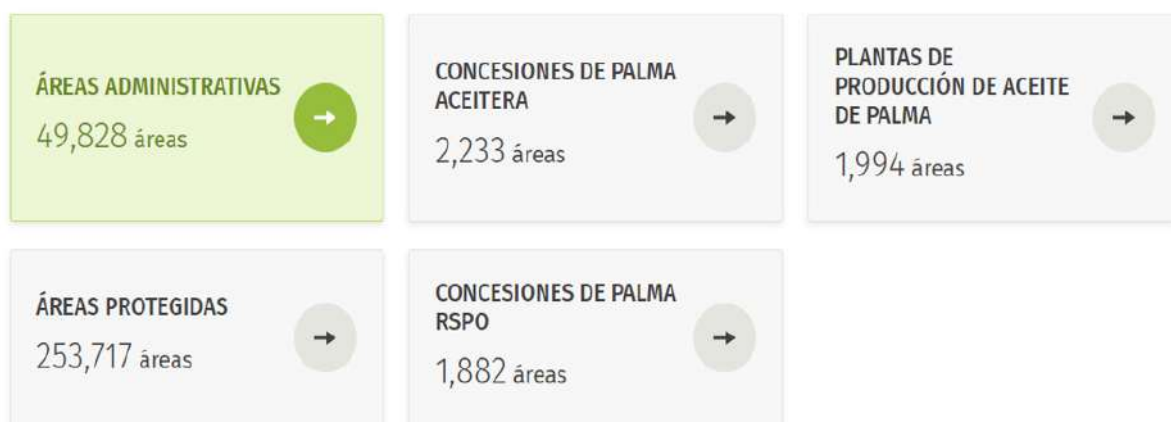 ÁREAS ADMINISTRATIVAS
49,828 áreas
CONCESIONES DE PALMA
ACEITERA
2,233 áreas
PLANTAS DE
PRODUCCIÓN DE ACEITE
DE PALMA
1,994 áreas
ÁREAS PROTEGIDAS
253,717 áreas
CONCESIONES DE PALMA
RSPO
1,882 áreas